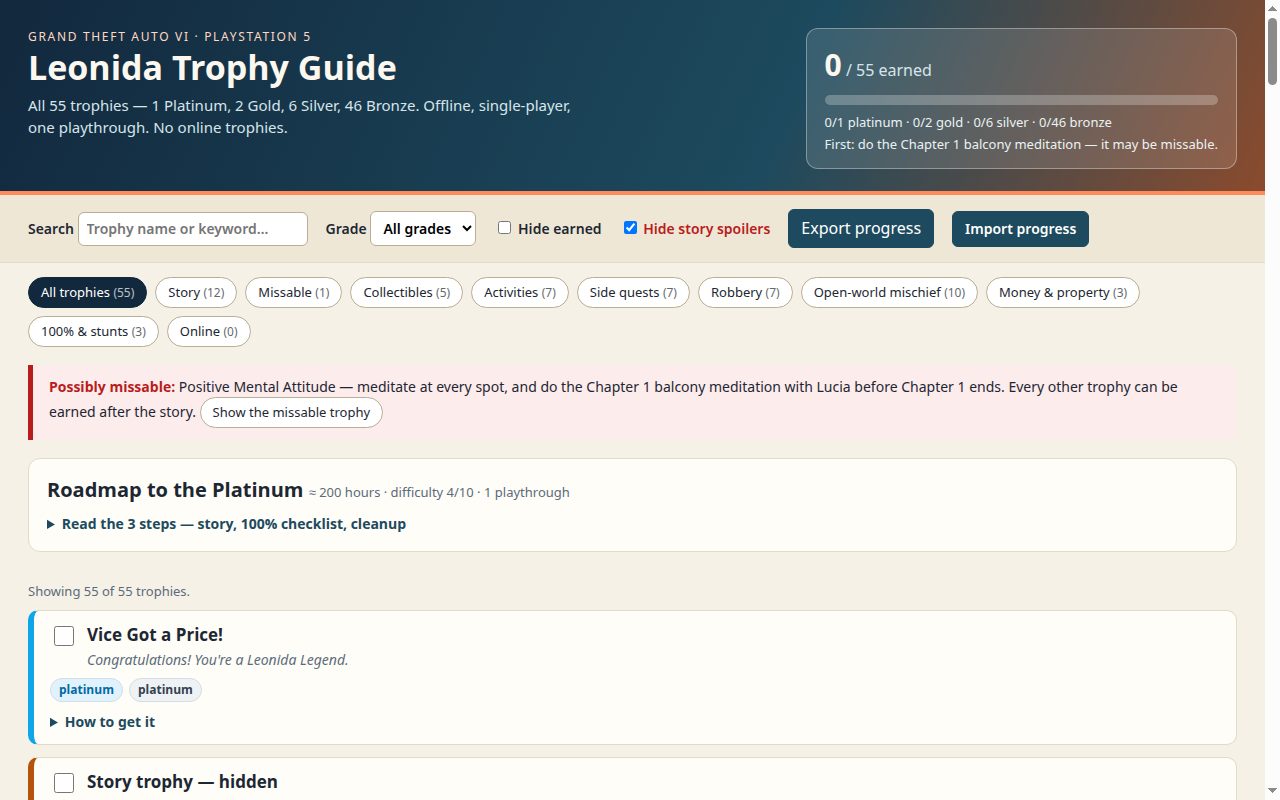 GRAND THEFT AUTO VI · PLAYSTATION 5
Leonida Trophy Guide
All 55 trophies — 1 Platinum, 2 Gold, 6 Silver, 46 Bronze. Offline, single-player,
one playthrough. No online trophies.
0 / 55 earned
0/1 platinum · 0/2 gold · 0/6 silver · 0/46 bronze
First: do the Chapter 1 balcony meditation — it may be missable.
Search Trophy name or keyword... Grade All grades Hide earned Hide story spoilers Export progress Import progress
All trophies (55) Story (12) Missable (1) Collectibles (5) Activities (7) Side quests (7) Robbery (7) Open-world mischief (10) Money & property (3)
100% & stunts (3) Online (0)
Possibly missable: Positive Mental Attitude — meditate at every spot, and do the Chapter 1 balcony meditation with Lucia before Chapter 1 ends. Every other trophy can be
earned after the story. Show the missable trophy
Roadmap to the Platinum ≈ 200 hours · difficulty 4/10 · 1 playthrough
Read the 3 steps — story, 100% checklist, cleanup
Showing 55 of 55 trophies.
Vice Got a Price!
Congratulations! You're a Leonida Legend.
platinum platinum
How to get it
Story trophy — hidden